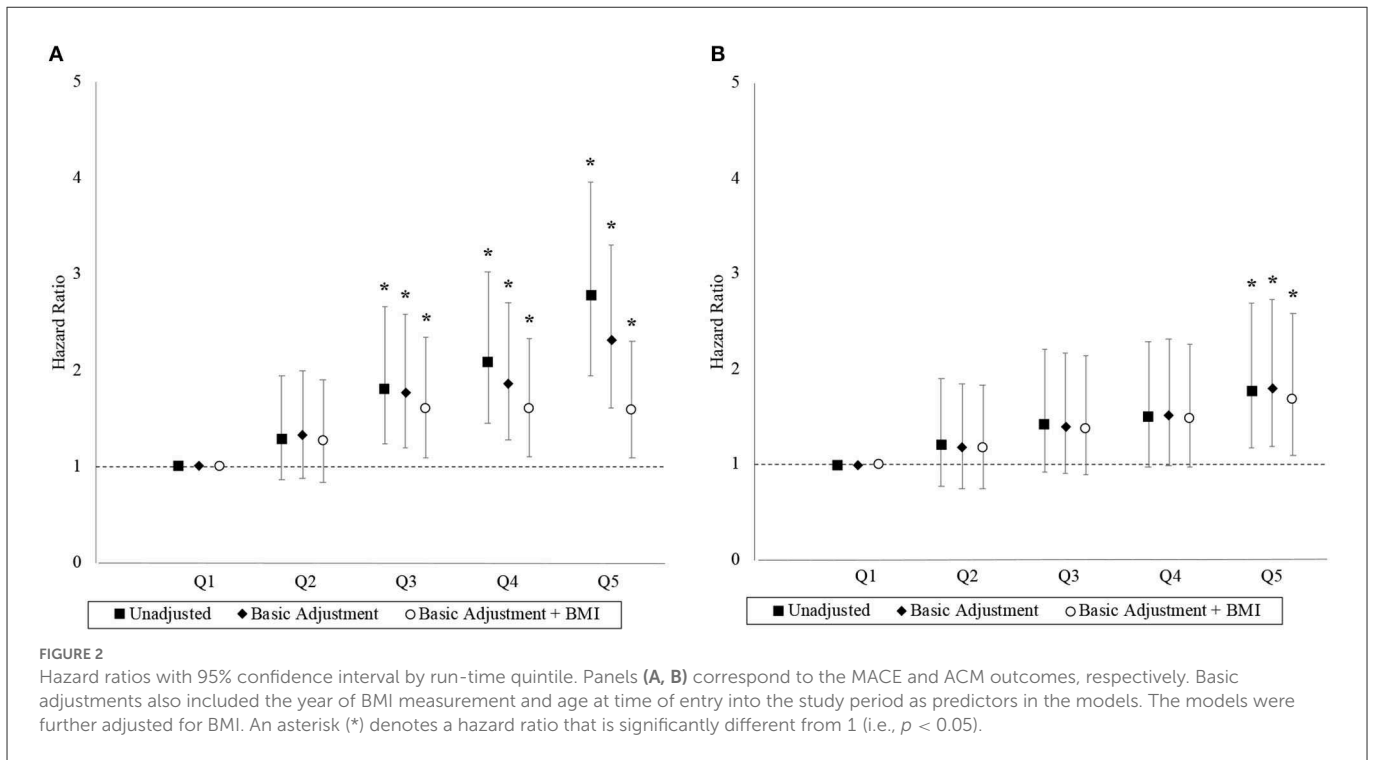 A
5
4
3
2
1
0
Hazard Ratio
* * * * * * * * *
Q1 Q2 Q3 Q4 Q5
■ Unadjusted ◆ Basic Adjustment ○ Basic Adjustment + BMI
B
5
4
3
2
1
0
Hazard Ratio
* * *
Q1 Q2 Q3 Q4 Q5
■ Unadjusted ◆ Basic Adjustment ○ Basic Adjustment + BMI
FIGURE 2
Hazard ratios with 95% confidence interval by run-time quintile. Panels (A, B) correspond to the MACE and ACM outcomes, respectively. Basic
adjustments also included the year of BMI measurement and age at time of entry into the study period as predictors in the models. The models were
further adjusted for BMI. An asterisk (*) denotes a hazard ratio that is significantly different from 1 (i.e., p < 0.05).